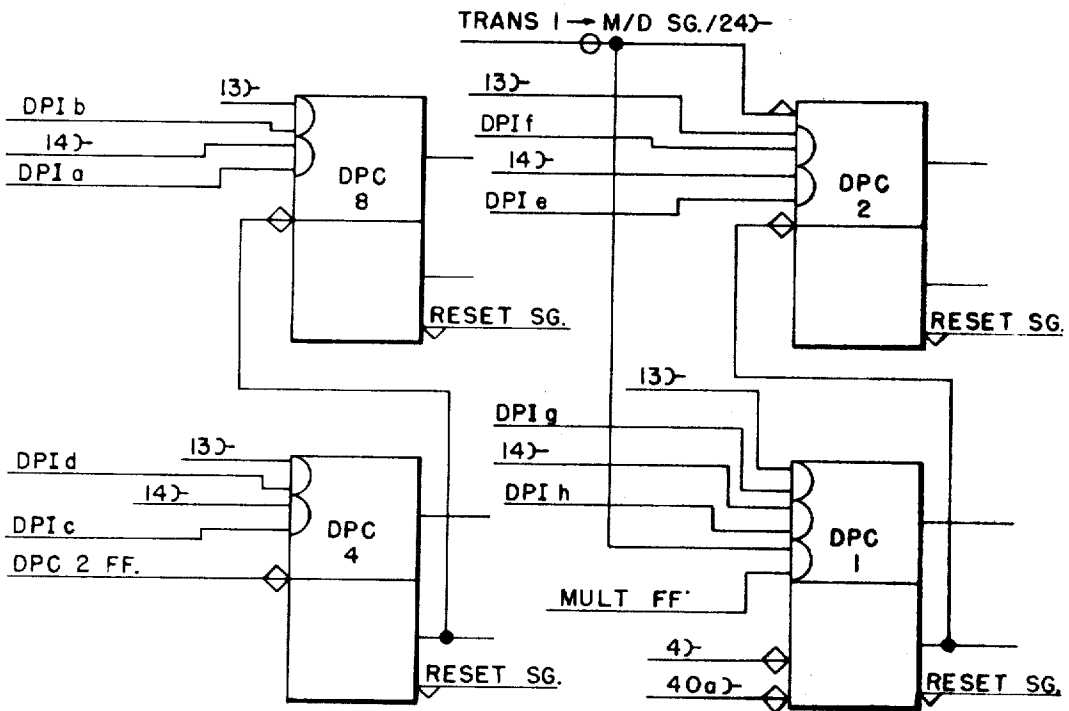 TRANS 1 → M/D SG./24)-
13)-
DPI b
14)-
DPI a
DPC
8
RESET SG.
13)-
DPI f
14)-
DPI e
DPC
2
RESET SG.
13)-
DPI d
14)-
DPI c
DPC 2 FF.
DPC
4
RESET SG.
13)-
DPI g
14)-
DPI h
MULT FF'
DPC
1
4)-
40a)-
RESET SG.